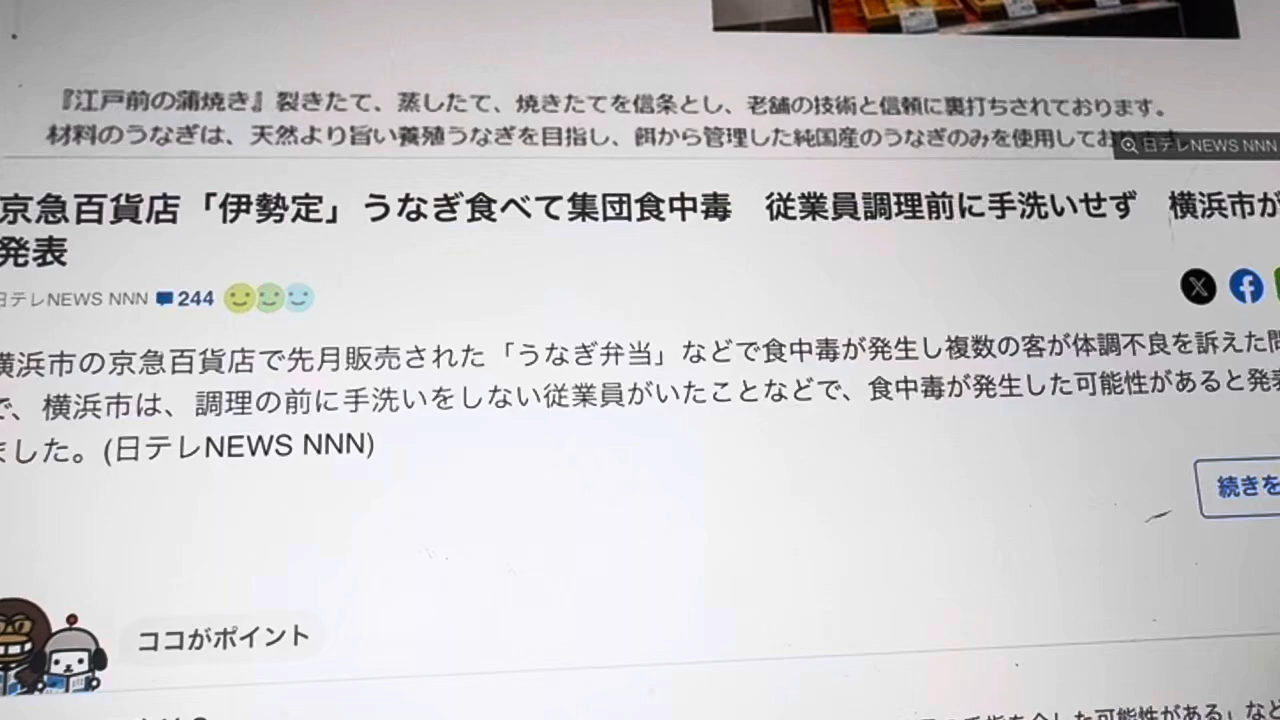 『江戸前の蒲焼き』裂きたて、蒸したて、焼きたてを信条とし、老舗の技術と信頼に裏打ちされております。
材料のうなぎは、天然より旨い養殖うなぎを目指し、餌から管理した純国産のうなぎのみを使用しております。
日テレNEWS NNN
京急百貨店「伊勢定」うなぎ食べて集団食中毒　従業員調理前に手洗いせず　横浜市が
発表
日テレNEWS NNN 244
横浜市の京急百貨店で先月販売された「うなぎ弁当」などで食中毒が発生し複数の客が体調不良を訴えた問
で、横浜市は、調理の前に手洗いをしない従業員がいたことなどで、食中毒が発生した可能性があると発表
ました。(日テレNEWS NNN)
続きを
ココがポイント
可能性がある」など